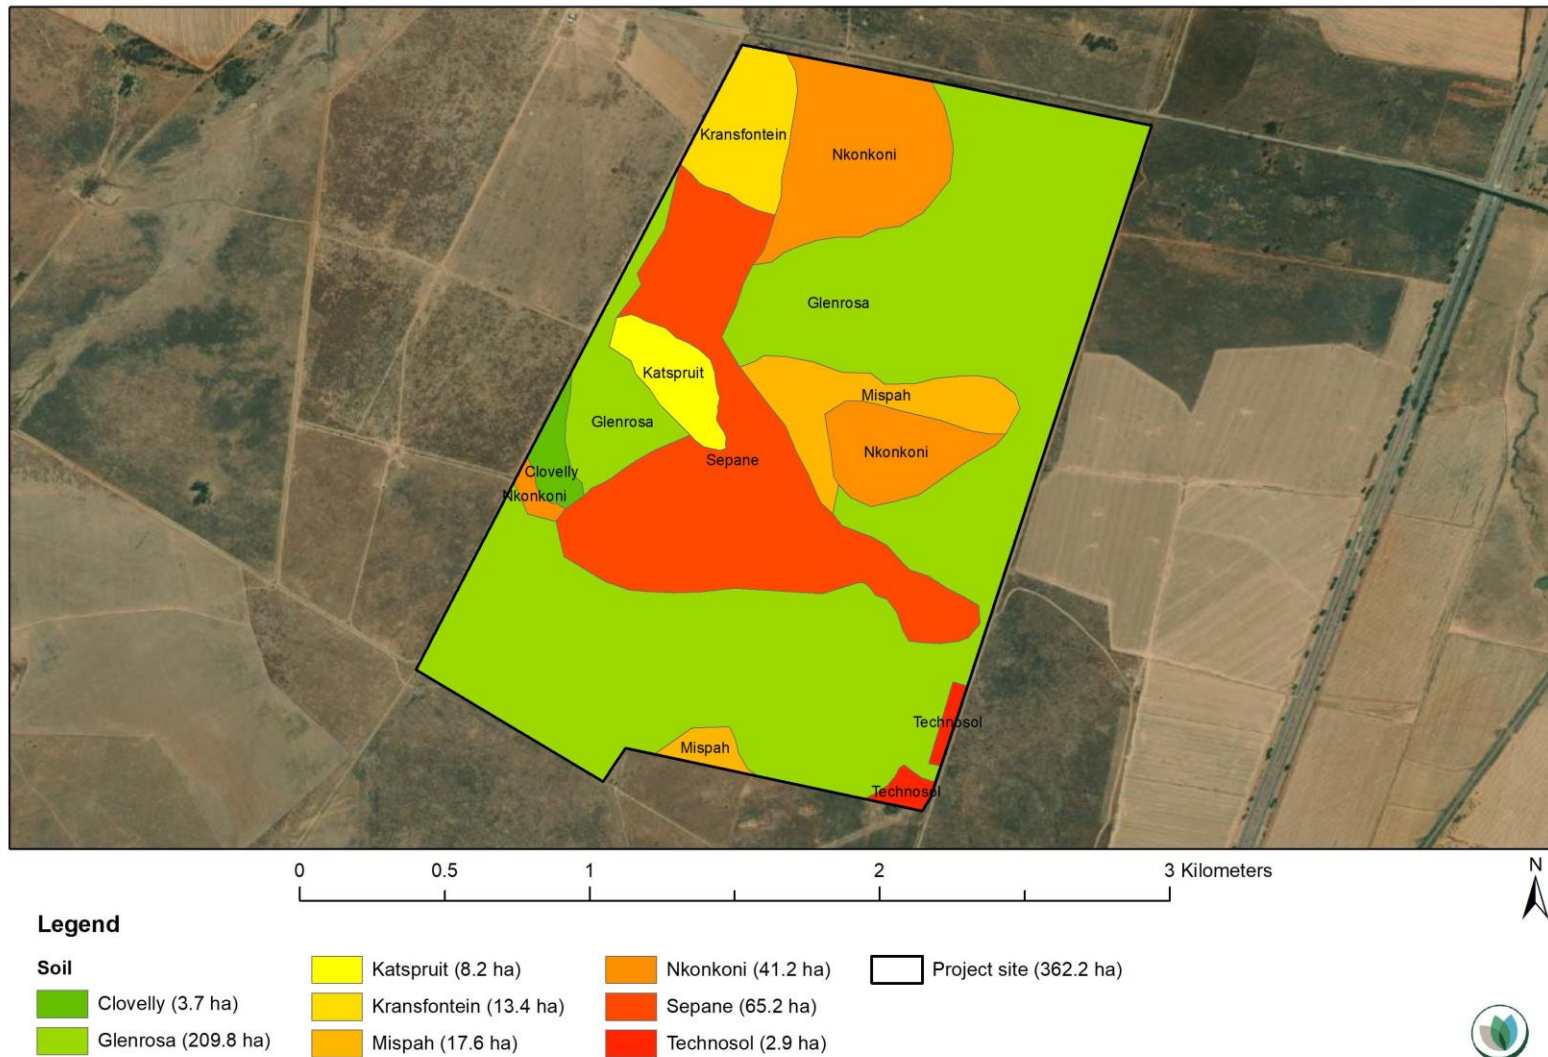 Kransfontein
Nkonkoni
Glenrosa
Katspruit
Mispah
Glenrosa
Nkonkoni
Sepane
Clovelly
Nkonkoni
Technosol
Mispah
Technosol
0 0.5 1 2 3 Kilometers
N
Legend
Soil
Clovelly (3.7 ha)
Glenrosa (209.8 ha)
Katspruit (8.2 ha)
Kransfontein (13.4 ha)
Mispah (17.6 ha)
Nkonkoni (41.2 ha)
Sepane (65.2 ha)
Technosol (2.9 ha)
Project site (362.2 ha)